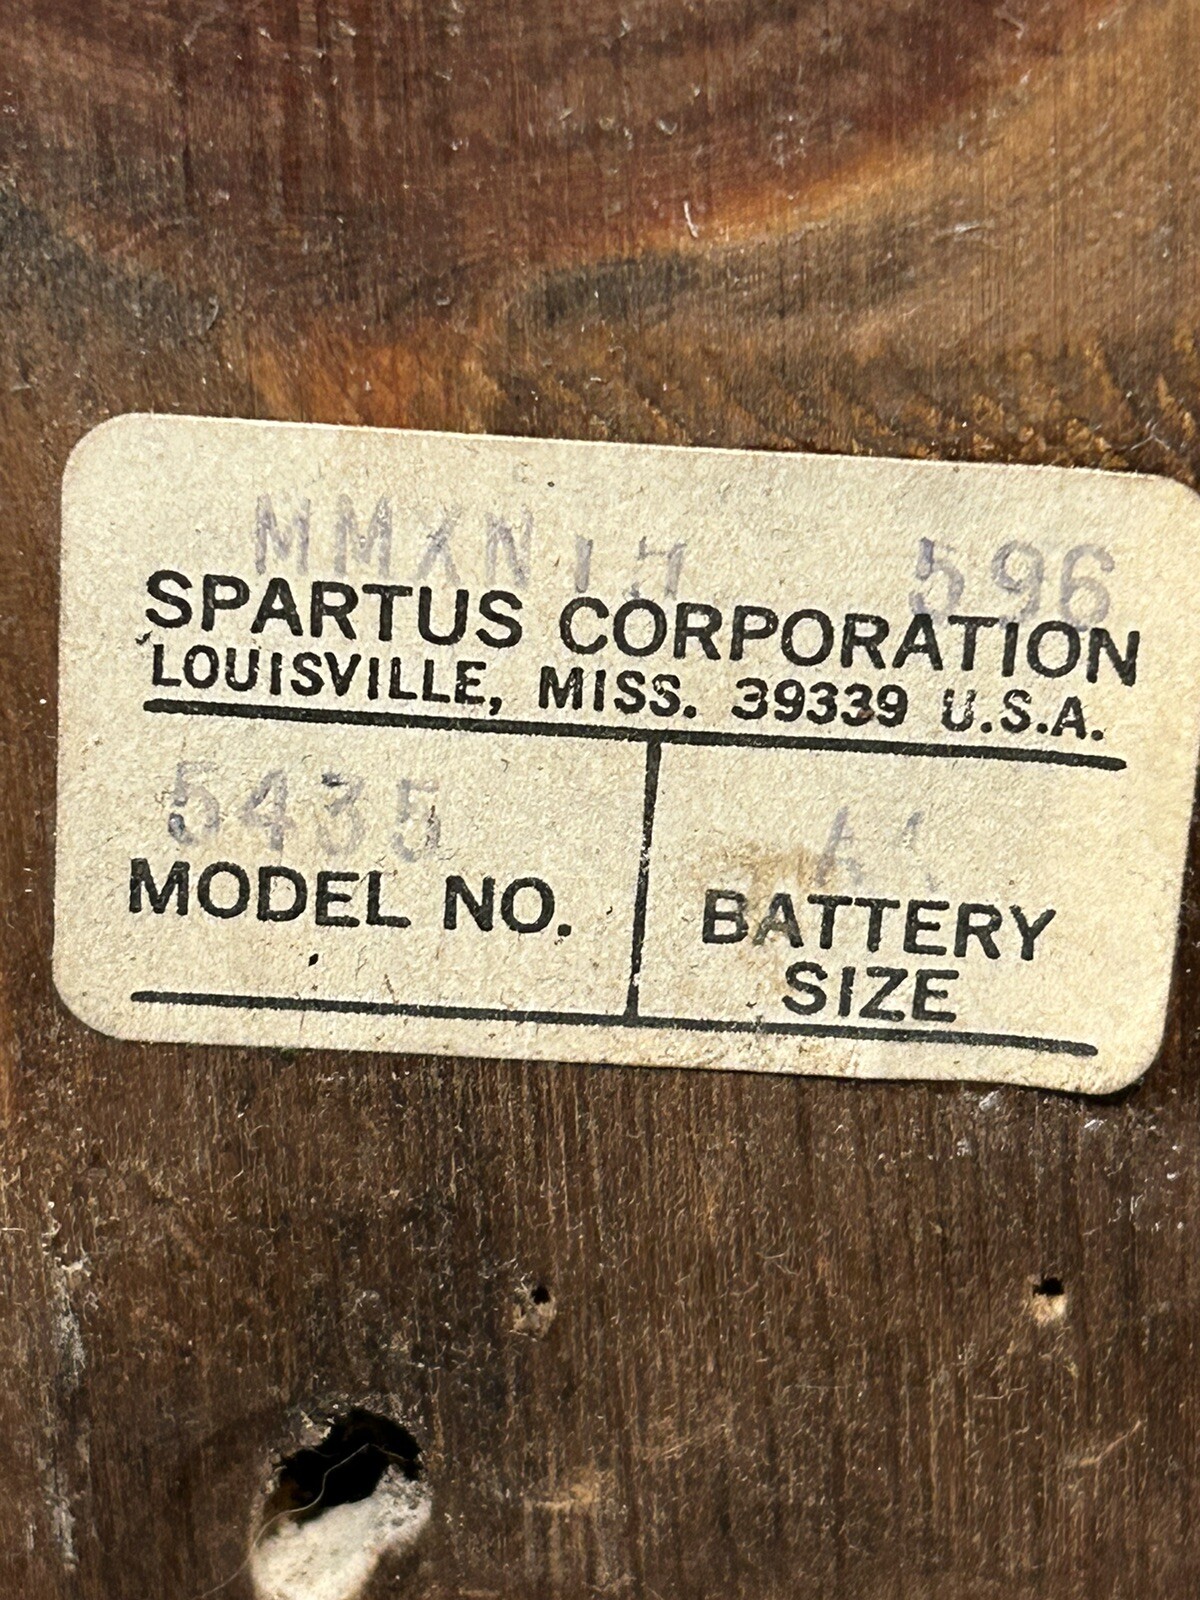 596
SPARTUS CORPORATION
LOUISVILLE, MISS. 39339 U.S.A.
5435
MODEL NO.
BATTERY
SIZE